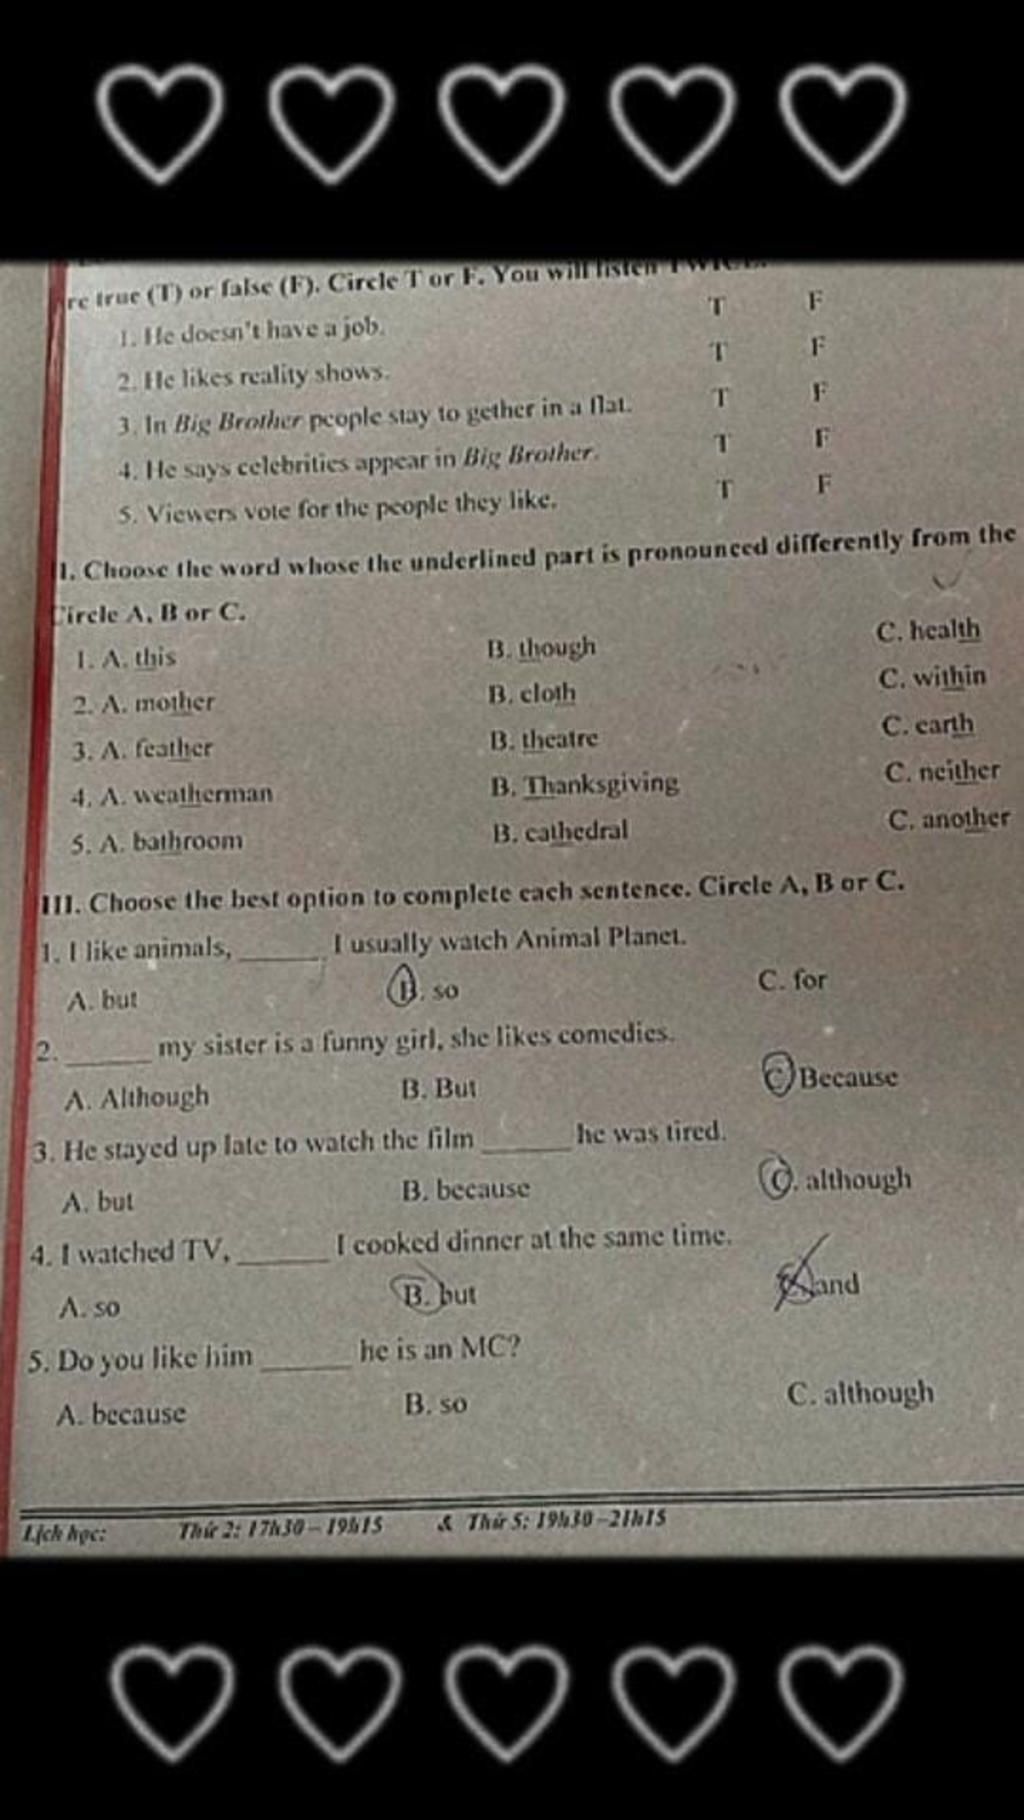 re true (T) or false (F). Circle T or F. You will listen TWICE.
1. He doesn't have a job. T F
2. He likes reality shows. T F
3. In Big Brother people stay to gether in a flat. T F
4. He says celebrities appear in Big Brother. T F
5. Viewers vote for the people they like. T F
I. Choose the word whose the underlined part is pronounced differently from the
Circle A, B or C.
1. A. this B. though C. health
2. A. mother B. cloth C. within
3. A. feather B. theatre C. earth
4. A. weatherman B. Thanksgiving C. neither
5. A. bathroom B. cathedral C. another
III. Choose the best option to complete each sentence. Circle A, B or C.
1. I like animals, ______ I usually watch Animal Planet.
A. but B. so C. for
2. ______ my sister is a funny girl, she likes comedies.
A. Although B. But C. Because
3. He stayed up late to watch the film ______ he was tired.
A. but B. because C. although
4. I watched TV, ______ I cooked dinner at the same time.
A. so B. but C. and
5. Do you like him ______ he is an MC?
A. because B. so C. although
Lịch học: Thứ 2: 17h30 – 19h15 & Thứ 5: 19h30 – 21h15